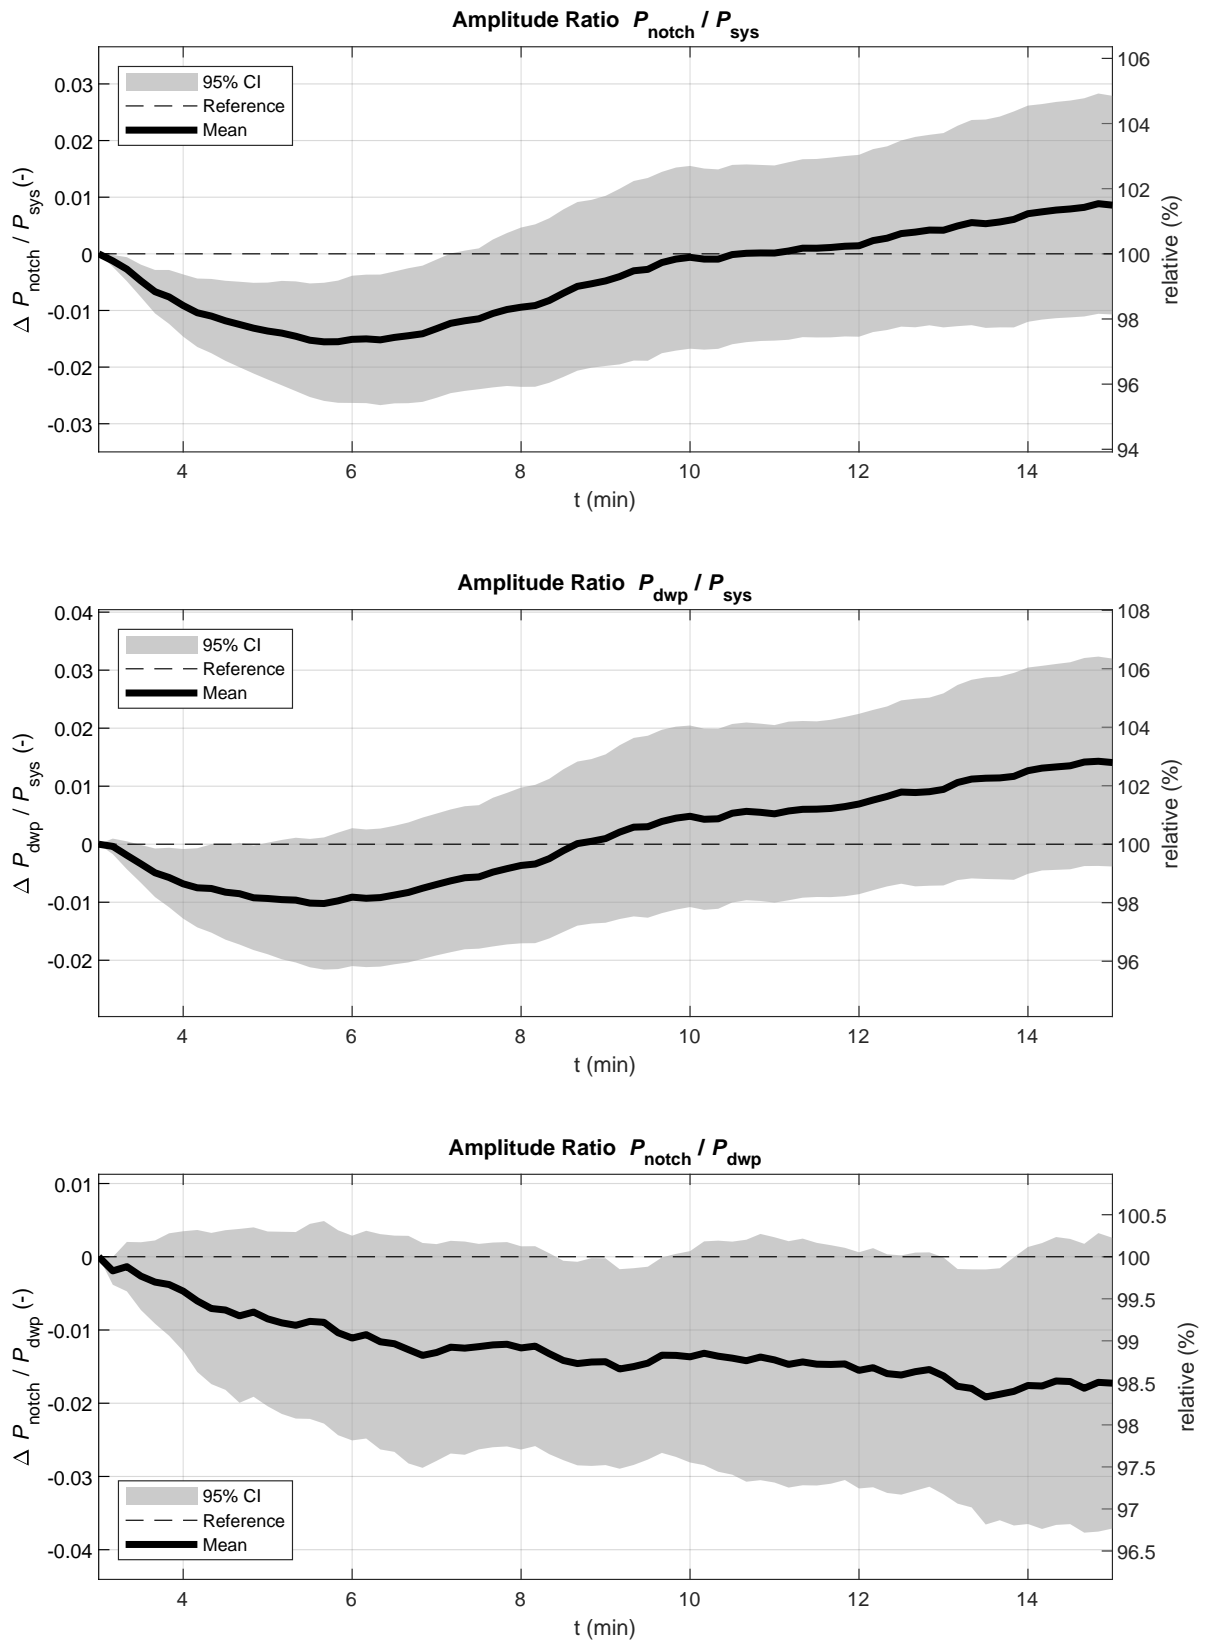 Amplitude Ratio P_notch / P_sys
95% CI
Reference
Mean
0.03
0.02
0.01
0
-0.01
-0.02
-0.03
Δ P_notch / P_sys (-)
106
104
102
100
98
96
94
relative (%)
4 6 8 10 12 14
t (min)
Amplitude Ratio P_dwp / P_sys
95% CI
Reference
Mean
0.04
0.03
0.02
0.01
0
-0.01
-0.02
Δ P_dwp / P_sys (-)
108
106
104
102
100
98
96
relative (%)
4 6 8 10 12 14
t (min)
Amplitude Ratio P_notch / P_dwp
0.01
0
-0.01
-0.02
-0.03
-0.04
Δ P_notch / P_dwp (-)
95% CI
Reference
Mean
100.5
100
99.5
99
98.5
98
97.5
97
96.5
relative (%)
4 6 8 10 12 14
t (min)